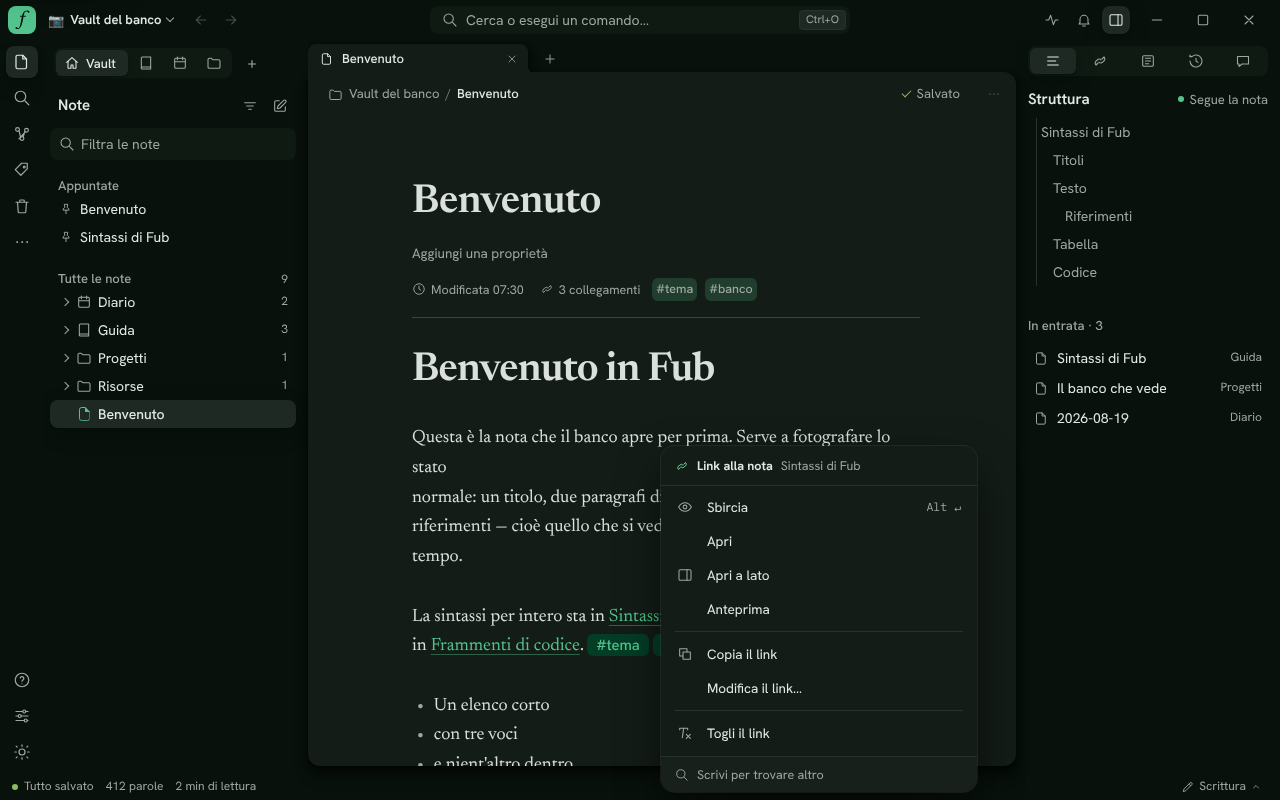 f
Vault del banco
Cerca o esegui un comando...
Ctrl+O
Vault
Benvenuto
Note
Filtra le note
Appuntate
Benvenuto
Sintassi di Fub
Tutte le note 9
Diario 2
Guida 3
Progetti 1
Risorse 1
Benvenuto
Vault del banco / Benvenuto
Salvato
Benvenuto
Aggiungi una proprietà
Modificata 07:30 3 collegamenti #tema #banco
Benvenuto in Fub
Questa è la nota che il banco apre per prima. Serve a fotografare lo
stato
normale: un titolo, due paragrafi
riferimenti — cioè quello che si
tempo.
La sintassi per intero sta in
in Frammenti di codice. #tema
• Un elenco corto
• con tre voci
• e nient'altro dentro
Link alla nota Sintassi di Fub
Sbircia Alt ↵
Apri
Apri a lato
Anteprima
Copia il link
Modifica il link...
Togli il link
Scrivi per trovare altro
Struttura
Segue la nota
Sintassi di Fub
Titoli
Testo
Riferimenti
Tabella
Codice
In entrata · 3
Sintassi di Fub Guida
Il banco che vede Progetti
2026-08-19 Diario
Tutto salvato 412 parole 2 min di lettura
Scrittura